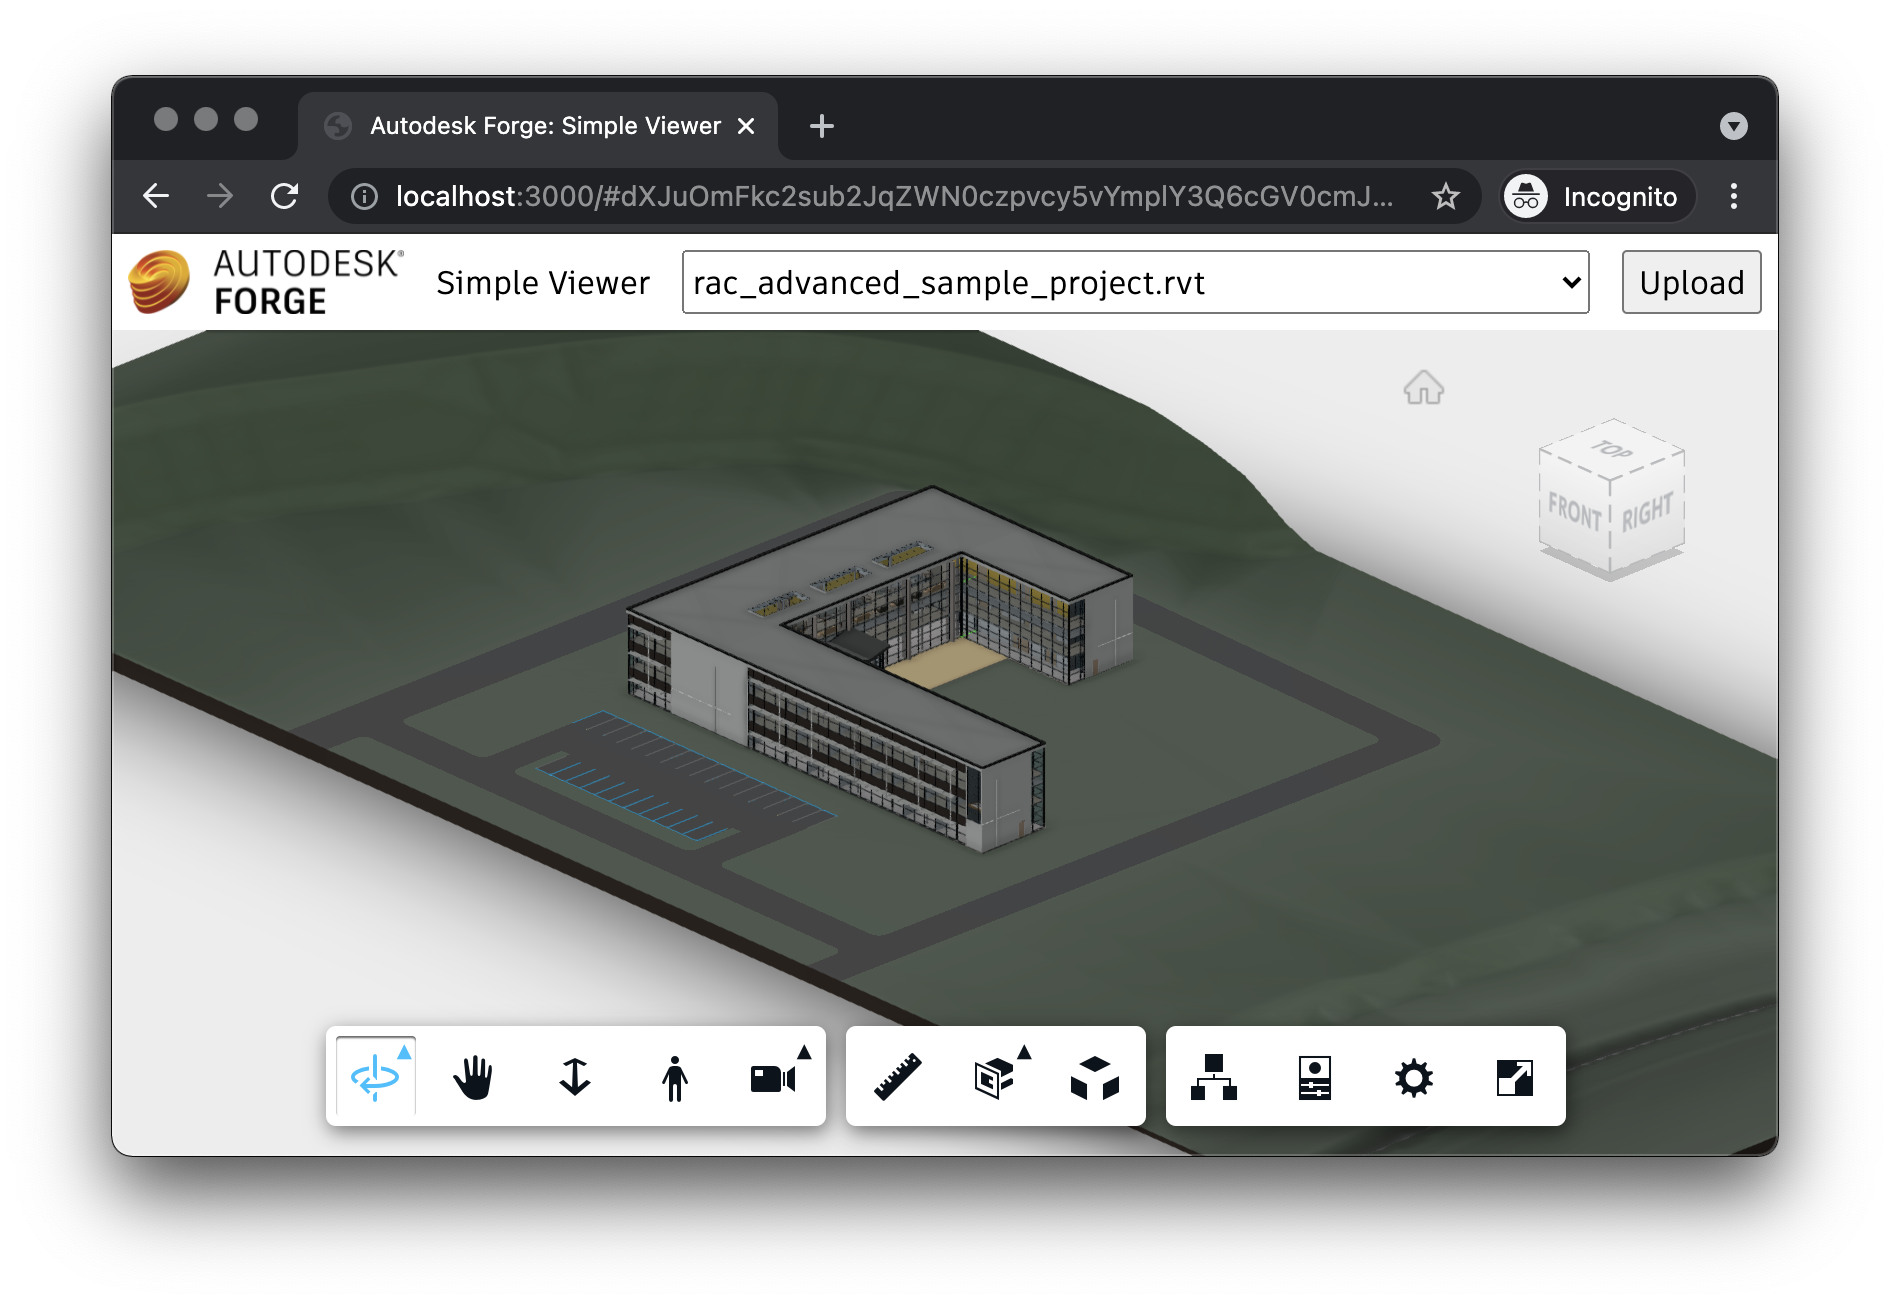 Autodesk Forge: Simple Viewer
localhost:3000/#dXJuOmFkc2sub2JqZWN0czpvcy5vYmplY3Q6cGV0cmJ...
Incognito
AUTODESK®
FORGE
Simple Viewer
rac_advanced_sample_project.rvt
Upload
TOP
FRONT
RIGHT